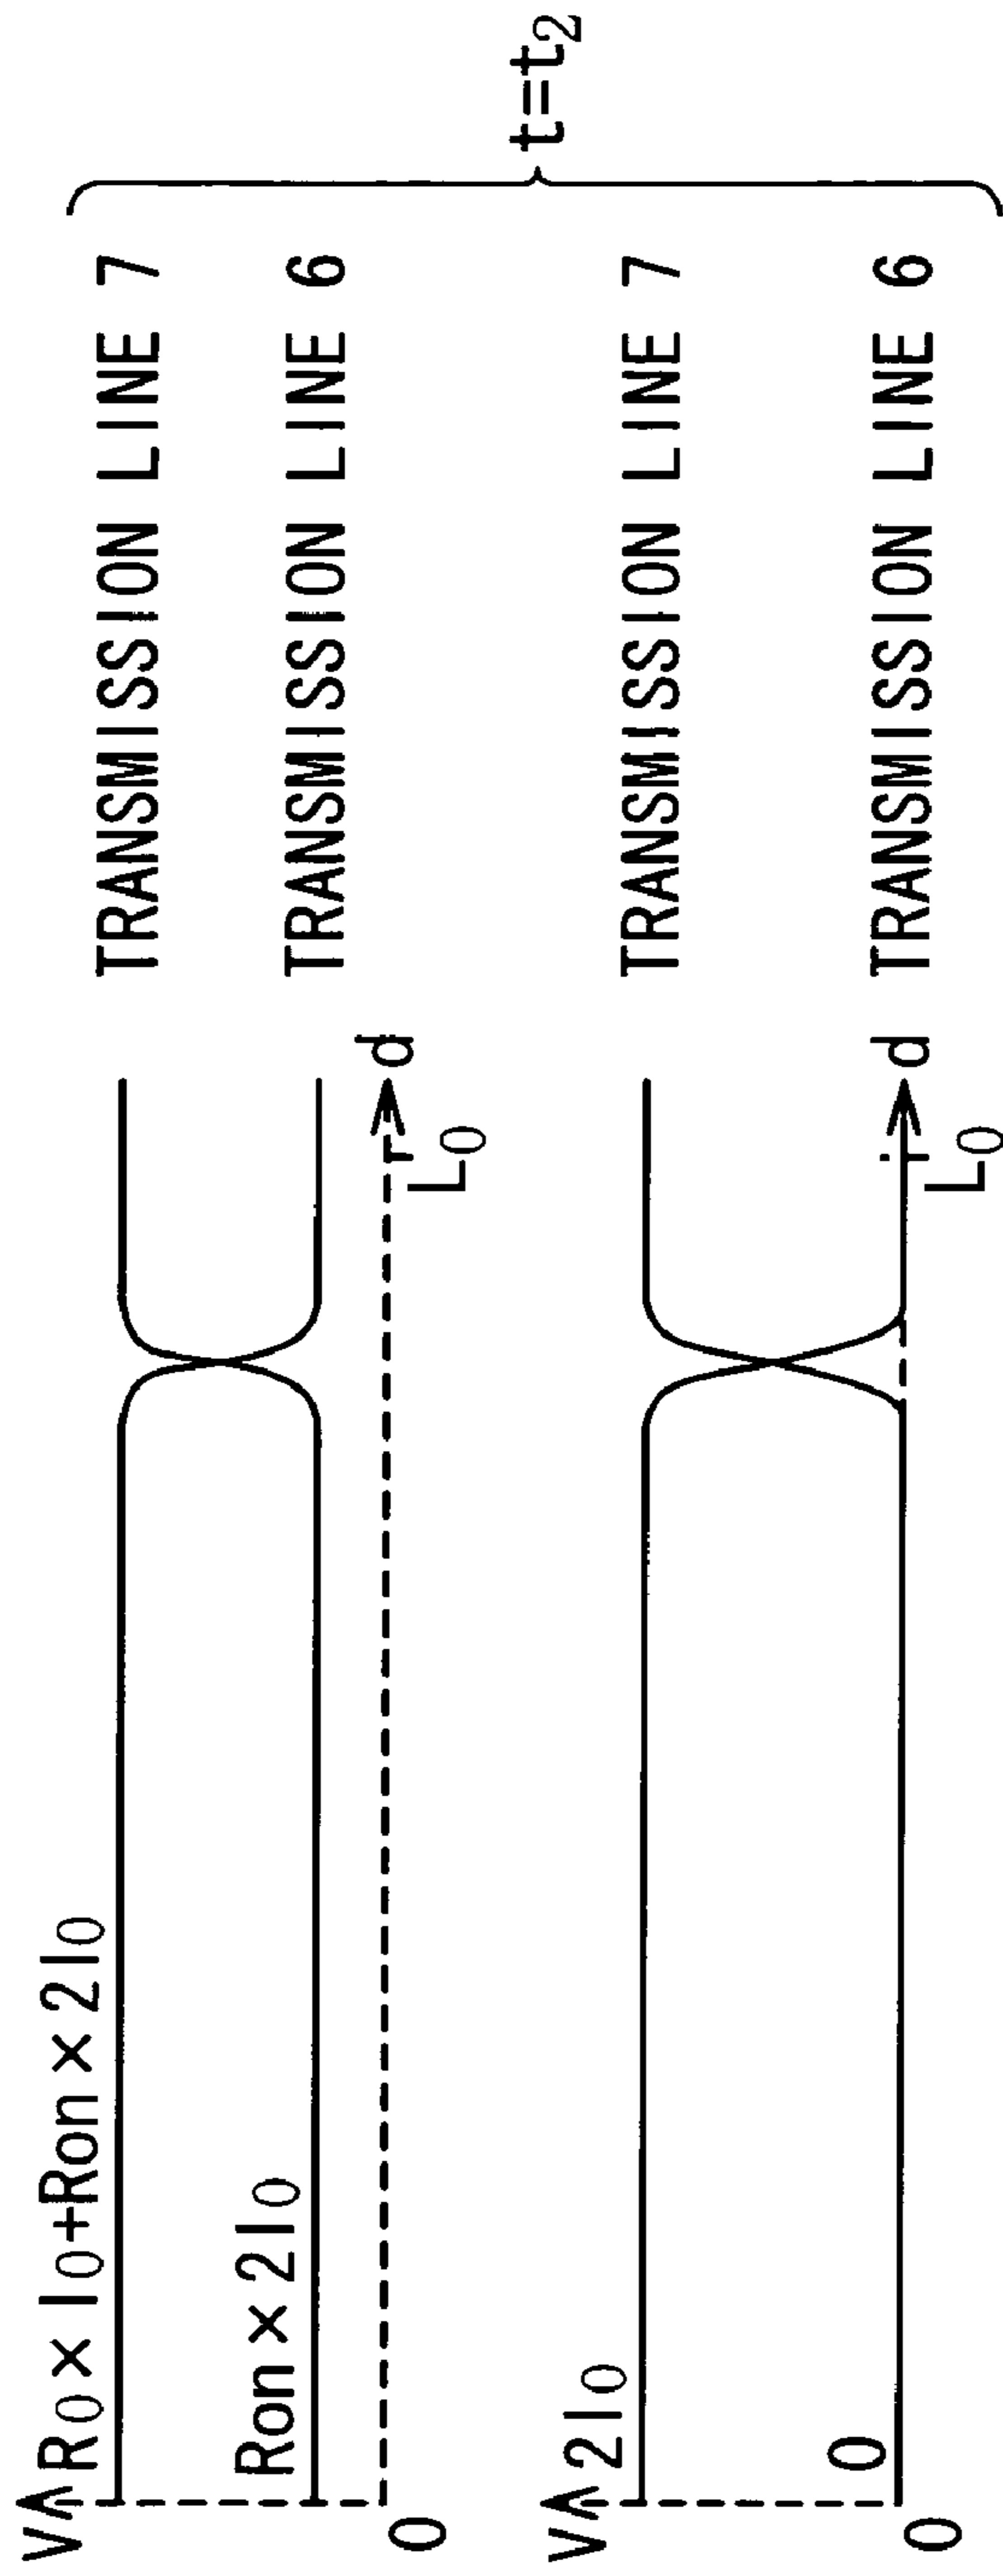 V
R₀×I₀+Ron×2I₀
TRANSMISSION LINE 7
Ron×2I₀
TRANSMISSION LINE 6
0
L₀
d
t=t₂
V
2I₀
TRANSMISSION LINE 7
0
TRANSMISSION LINE 6
0
L₀
d